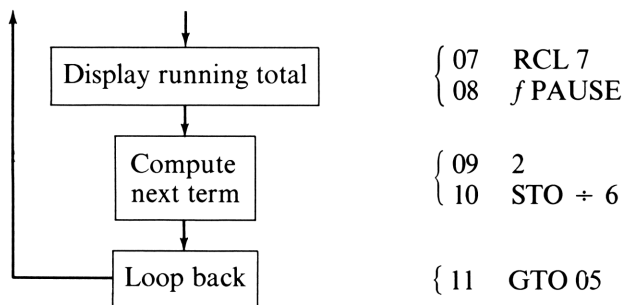 Display running total
07 RCL 7
08 f PAUSE
Compute
next term
09 2
10 STO ÷ 6
Loop back
11 GTO 05